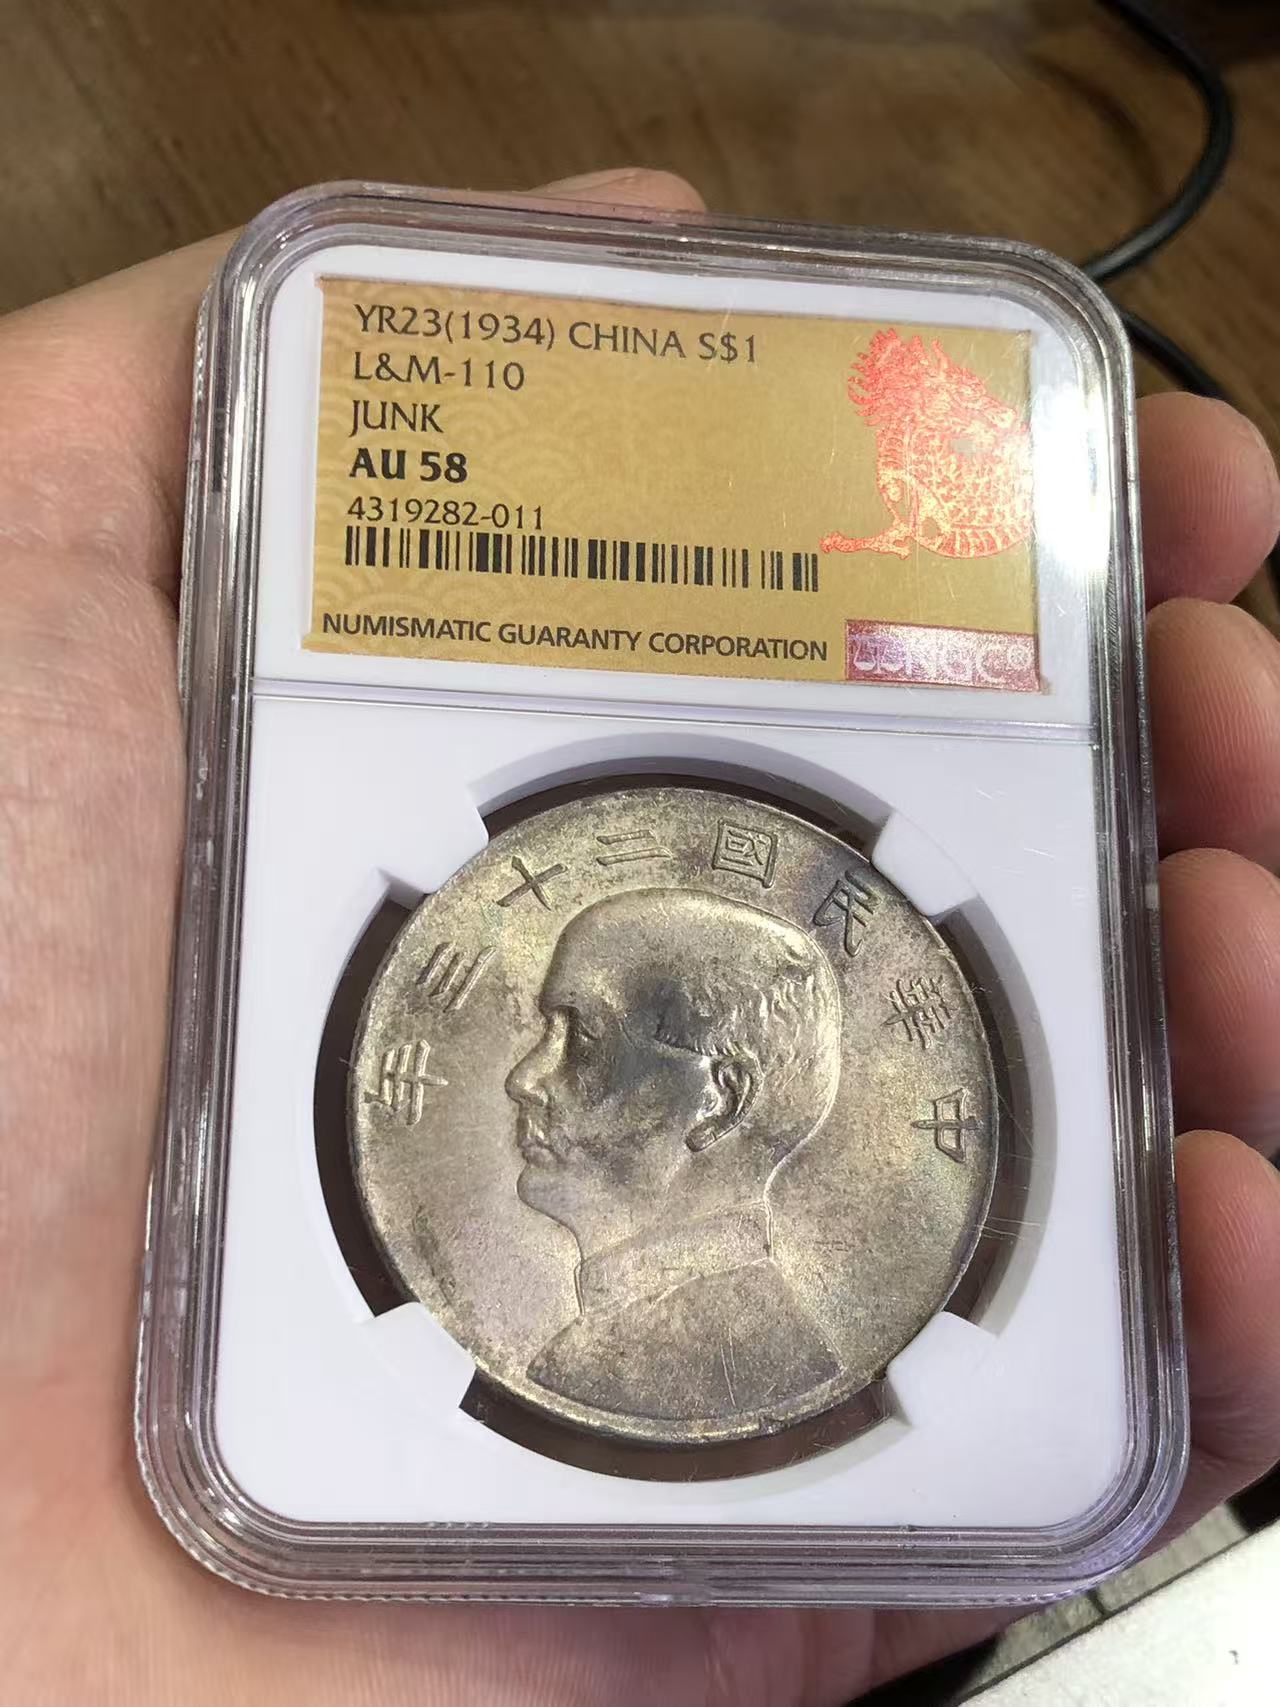 YR23(1934) CHINA S$1
L&M-110
JUNK
AU 58
4319282-011
NUMISMATIC GUARANTY CORPORATION NGC®
年三十二國民華中